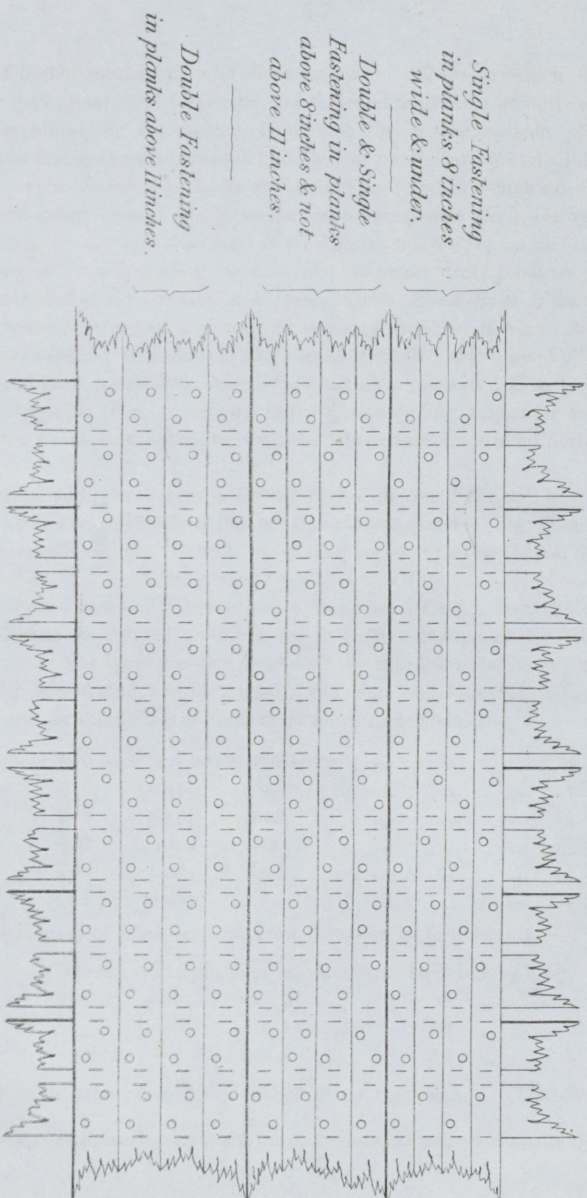 Single Fastening
in planks 8 inches
wide & under.
Double & Single
Fastening in planks
above 8 inches & not
above 11 inches.
Double Fastening
in planks above 11 inches.